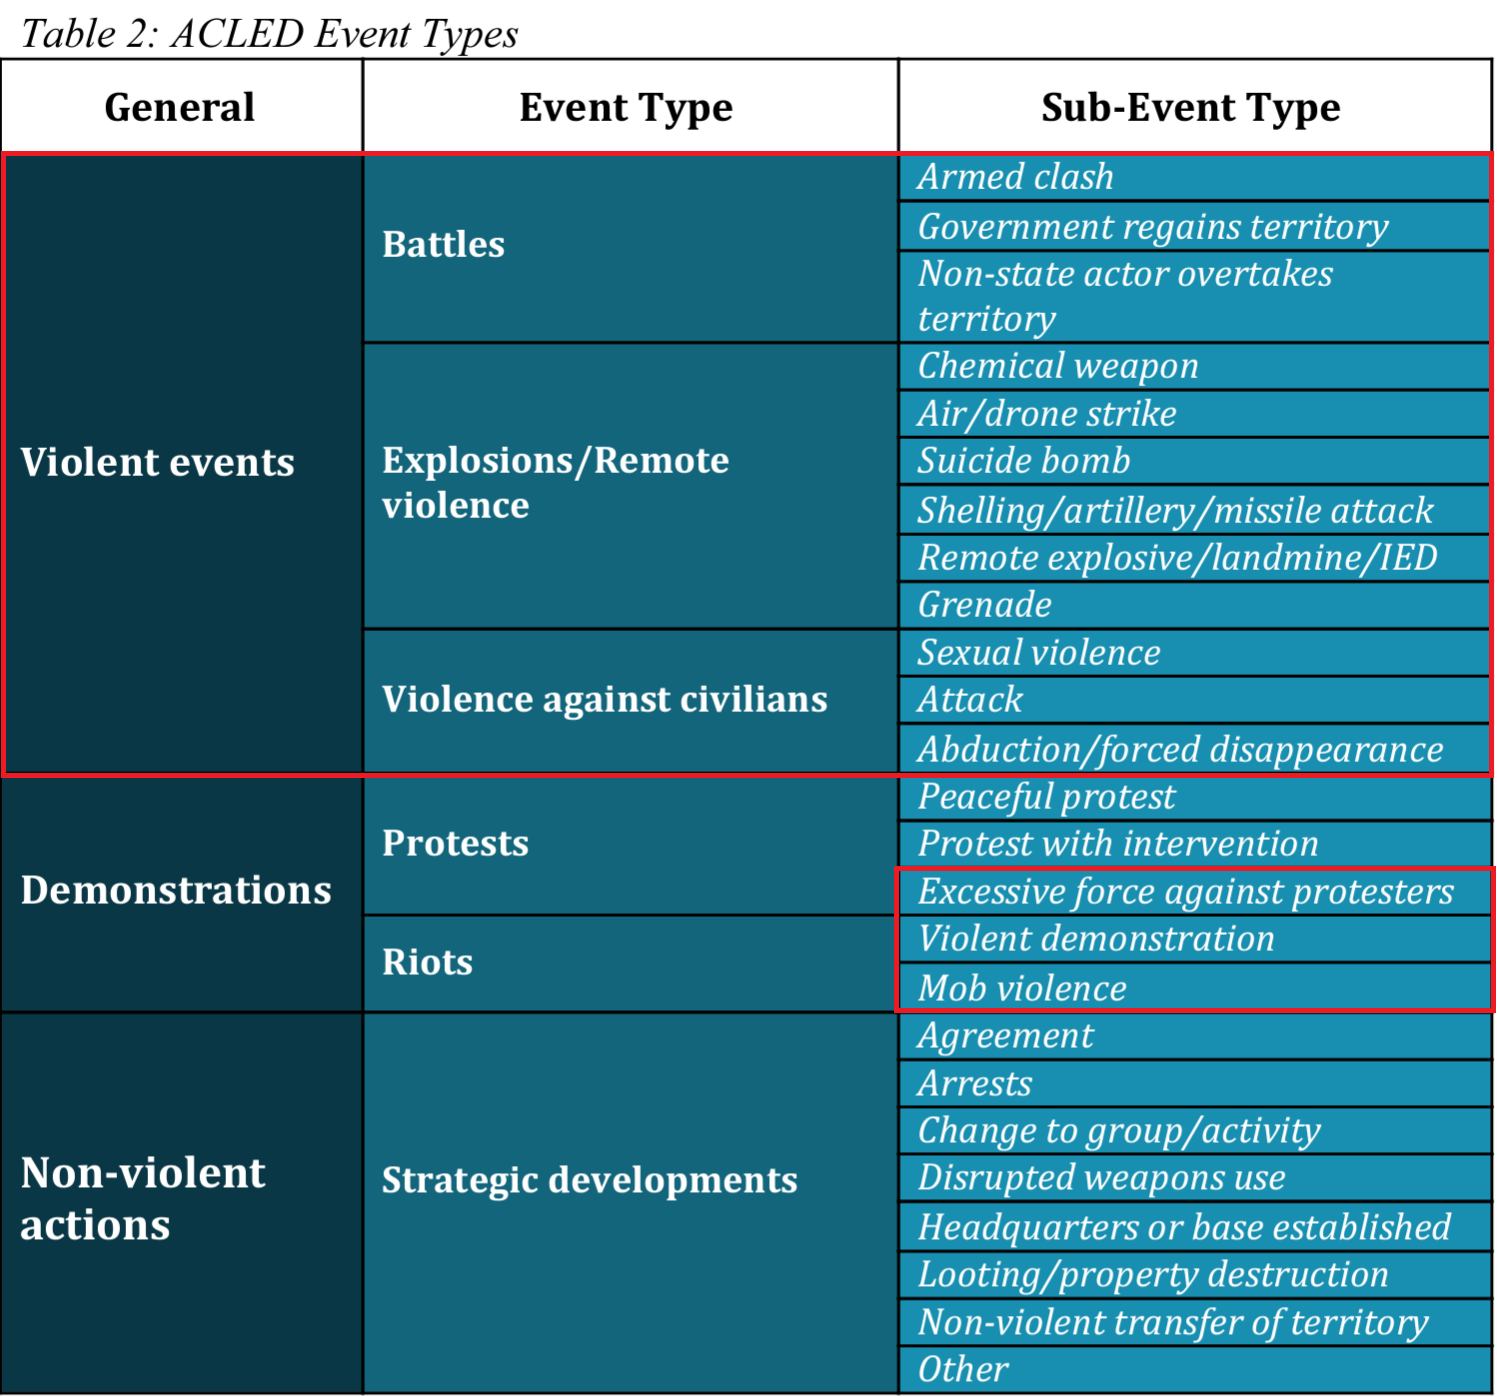 Table 2: ACLED Event Types
General
Event Type
Sub-Event Type
Violent events
Battles
Armed clash
Government regains territory
Non-state actor overtakes
territory
Explosions/Remote
violence
Chemical weapon
Air/drone strike
Suicide bomb
Shelling/artillery/missile attack
Remote explosive/landmine/IED
Grenade
Violence against civilians
Sexual violence
Attack
Abduction/forced disappearance
Demonstrations
Protests
Peaceful protest
Protest with intervention
Excessive force against protesters
Riots
Violent demonstration
Mob violence
Non-violent
actions
Strategic developments
Agreement
Arrests
Change to group/activity
Disrupted weapons use
Headquarters or base established
Looting/property destruction
Non-violent transfer of territory
Other